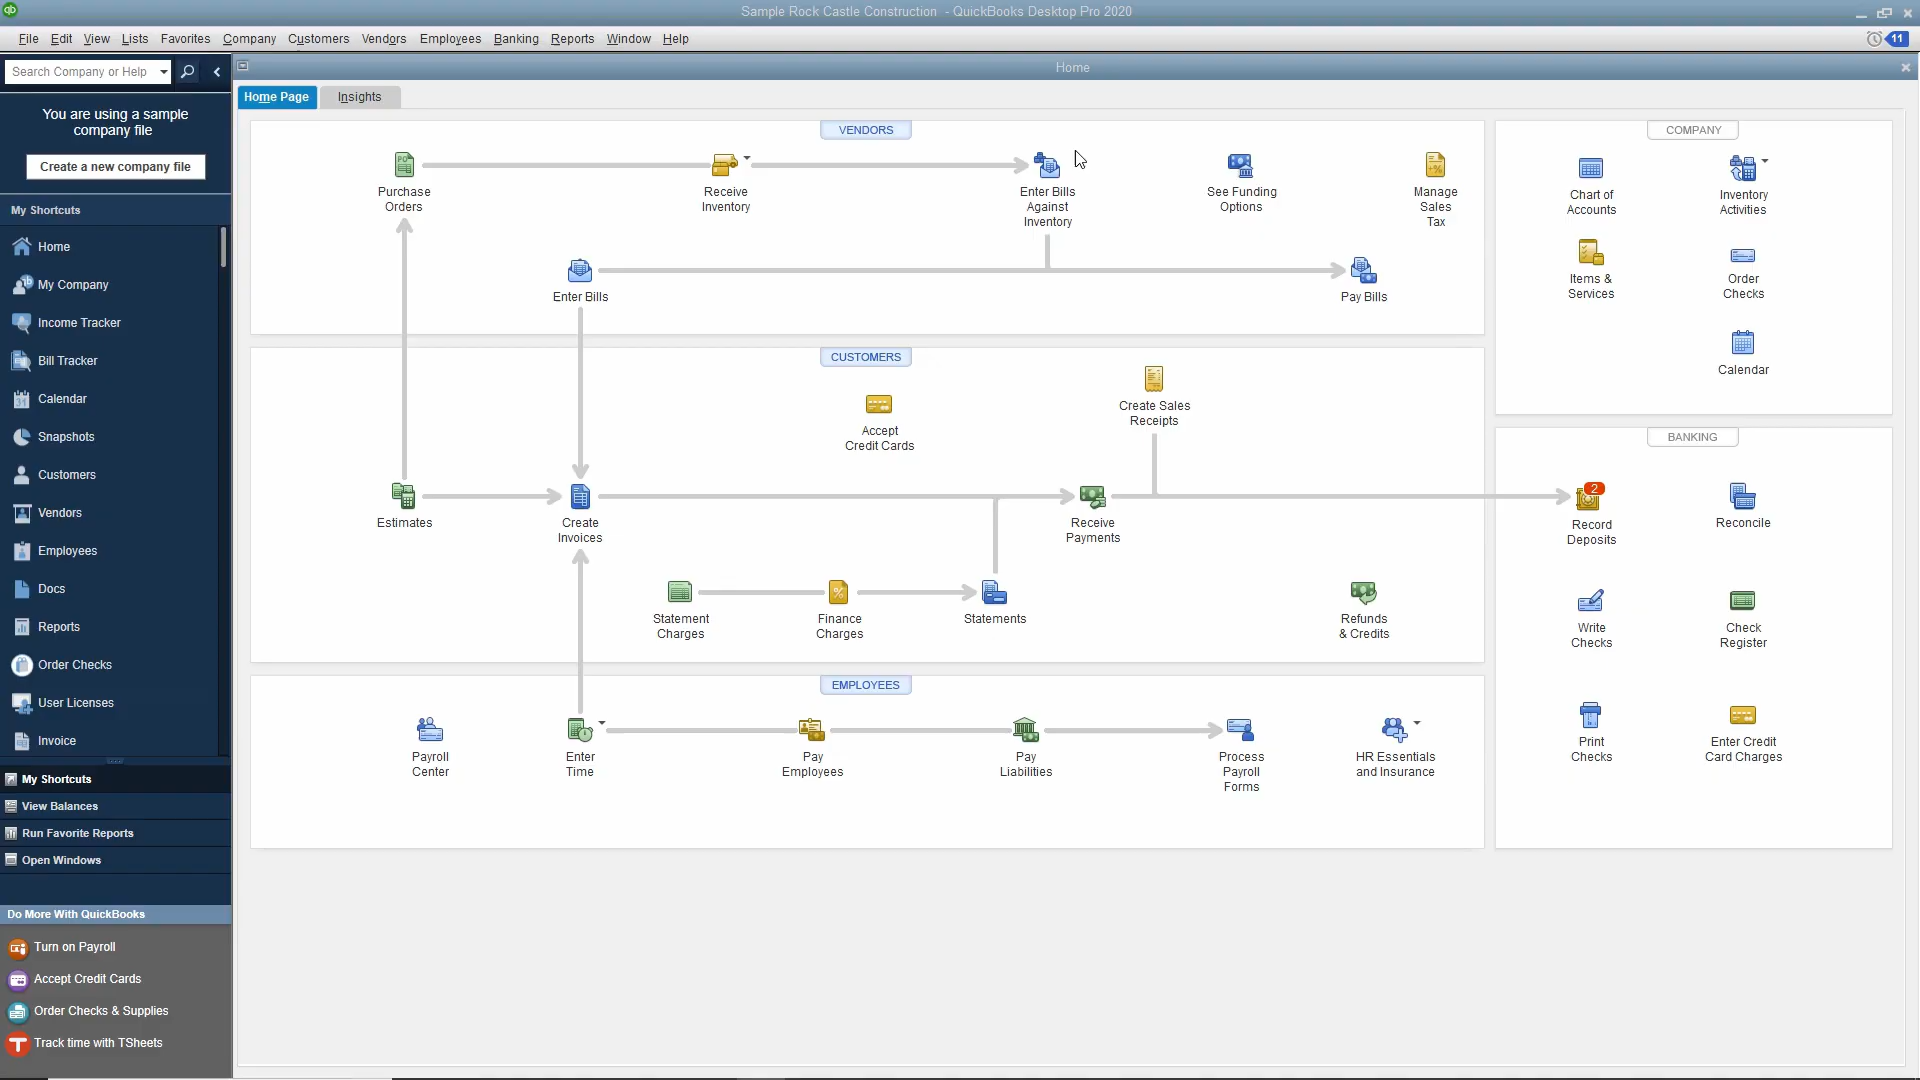 Sample Rock Castle Construction - QuickBooks Desktop Pro 2020
File Edit View Lists Favorites Company Customers Vendors Employees Banking Reports Window Help
11
Search Company or Help
Home
Home Page
Insights
You are using a sample
company file
Create a new company file
My Shortcuts
Home
My Company
Income Tracker
Bill Tracker
Calendar
Snapshots
Customers
Vendors
Employees
Docs
Reports
Order Checks
User Licenses
Invoice
My Shortcuts
View Balances
Run Favorite Reports
Open Windows
Do More With QuickBooks
Turn on Payroll
Accept Credit Cards
Order Checks & Supplies
Track time with TSheets
VENDORS
Purchase
Orders
Receive
Inventory
Enter Bills
Against
Inventory
See Funding
Options
Manage
Sales
Tax
Enter Bills
Pay Bills
CUSTOMERS
Accept
Credit Cards
Create Sales
Receipts
Estimates
Create
Invoices
Receive
Payments
Statement
Charges
Finance
Charges
Statements
Refunds
& Credits
EMPLOYEES
Payroll
Center
Enter
Time
Pay
Employees
Pay
Liabilities
Process
Payroll
Forms
HR Essentials
and Insurance
COMPANY
Chart of
Accounts
Inventory
Activities
Items &
Services
Order
Checks
Calendar
BANKING
2
Record
Deposits
Reconcile
Write
Checks
Check
Register
Print
Checks
Enter Credit
Card Charges